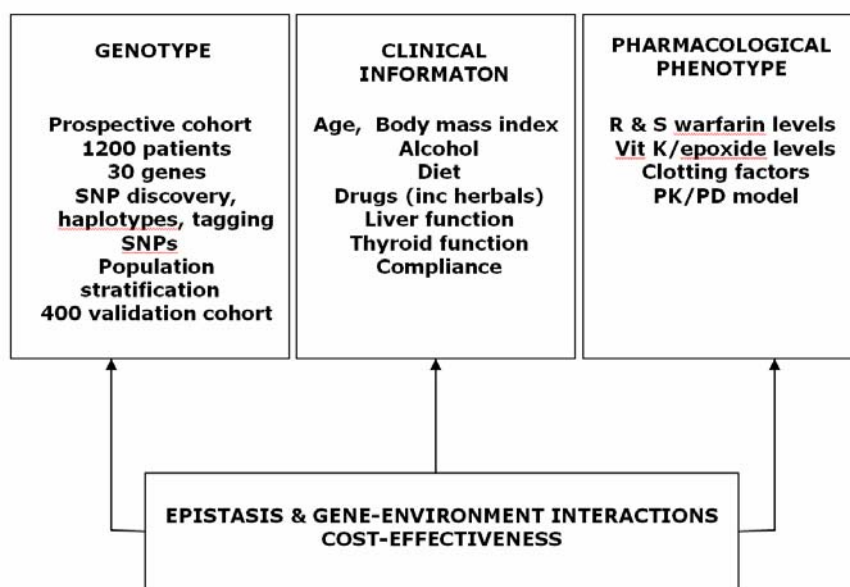 GENOTYPE
Prospective cohort
1200 patients
30 genes
SNP discovery,
haplotypes, tagging
SNPs
Population
stratification
400 validation cohort
CLINICAL
INFORMATON
Age, Body mass index
Alcohol
Diet
Drugs (inc herbals)
Liver function
Thyroid function
Compliance
PHARMACOLOGICAL
PHENOTYPE
R & S warfarin levels
Vit K/epoxide levels
Clotting factors
PK/PD model
EPISTASIS & GENE-ENVIRONMENT INTERACTIONS
COST-EFFECTIVENESS